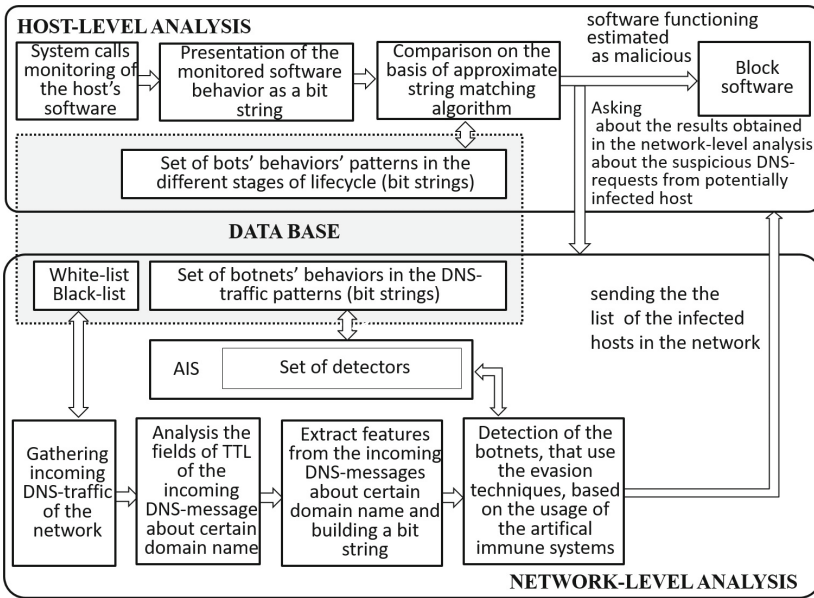 HOST-LEVEL ANALYSIS
System calls
monitoring of
the host's
software
Presentation of the
monitored software
behavior as a bit
string
Comparison on the
basis of approximate
string matching
algorithm
software functioning
estimated
as malicious
Block
software
Asking
about the results obtained
in the network-level analysis
about the suspicious DNS-
requests from potentially
infected host
Set of bots' behaviors' patterns in the
different stages of lifecycle (bit strings)
DATA BASE
White-list
Black-list
Set of botnets' behaviors in the DNS-
traffic patterns (bit strings)
sending the the
list of the infected
hosts in the network
AIS
Set of detectors
Gathering
incoming
DNS-traffic
of the
network
Analysis the
fields of TTL
of the
incoming
DNS-message
about certain
domain name
Extract features
from the incoming
DNS-messages
about certain
domain name and
building a bit
string
Detection of the
botnets, that use
the evasion
techniques, based
on the usage of
the artifical
immune systems
NETWORK-LEVEL ANALYSIS